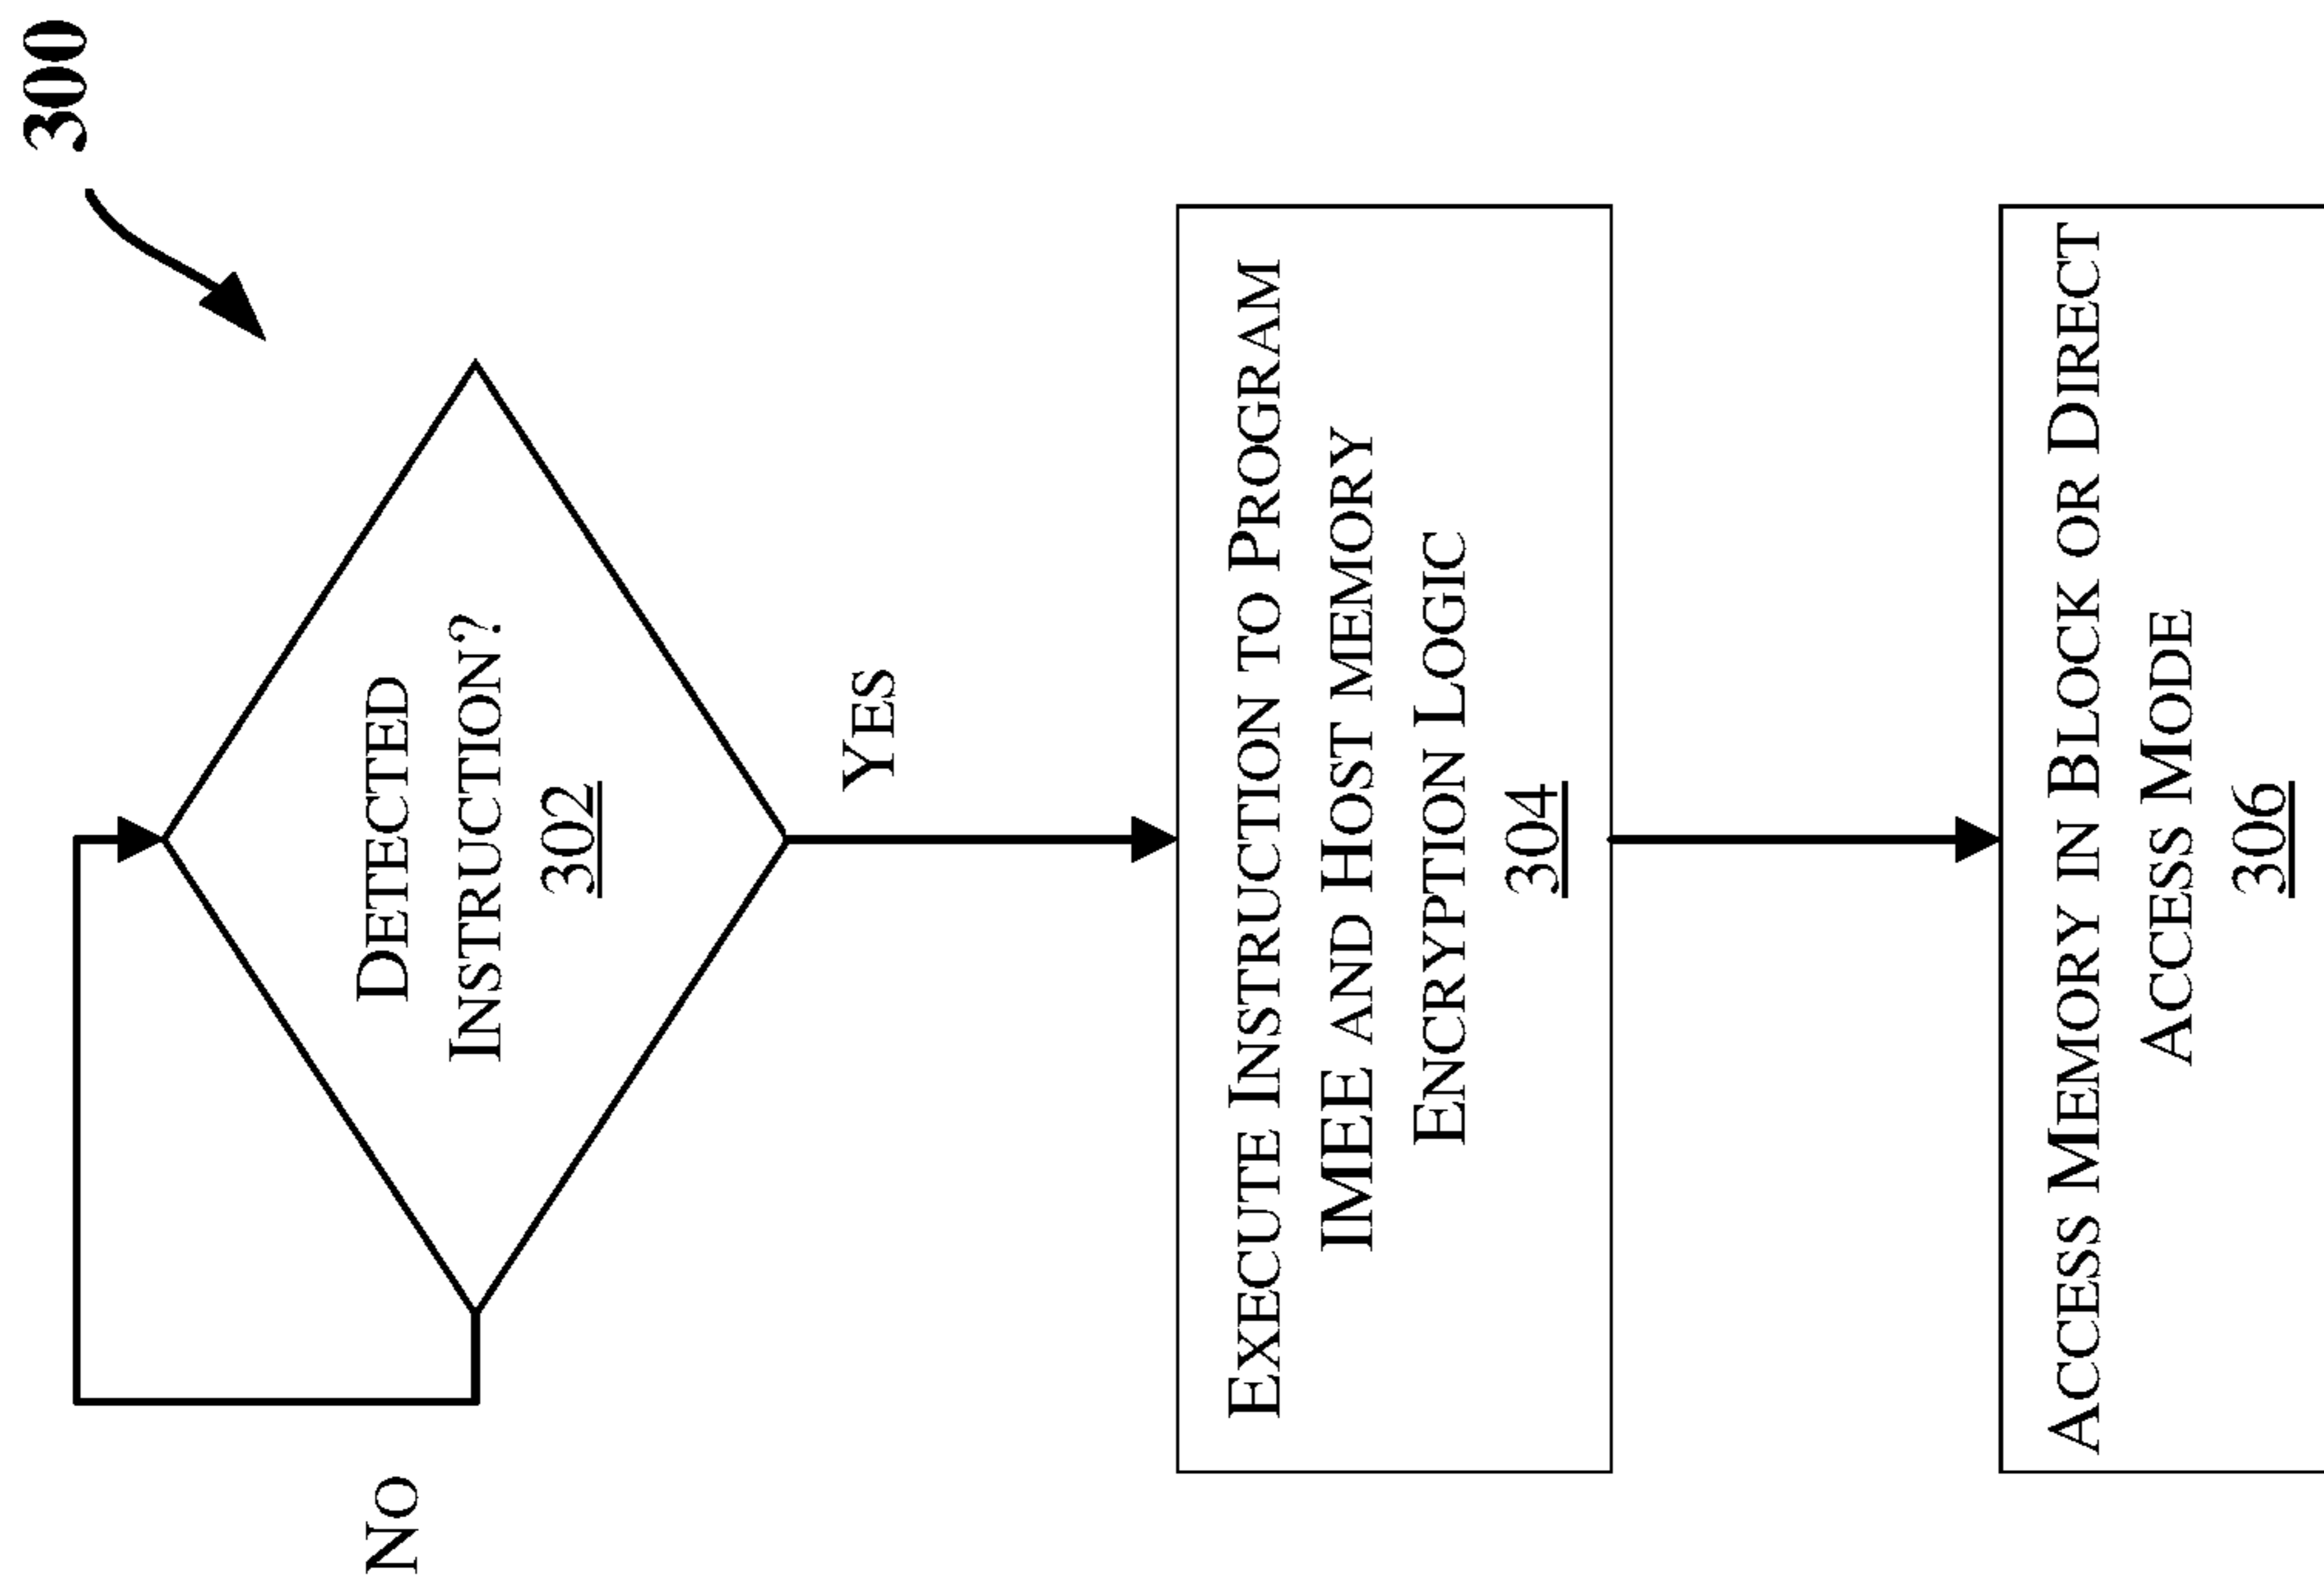 300
DETECTED
INSTRUCTION?
302
NO
YES
EXECUTE INSTRUCTION TO PROGRAM
IMEE AND HOST MEMORY
ENCRYPTION LOGIC
304
ACCESS MEMORY IN BLOCK OR DIRECT
ACCESS MODE
306